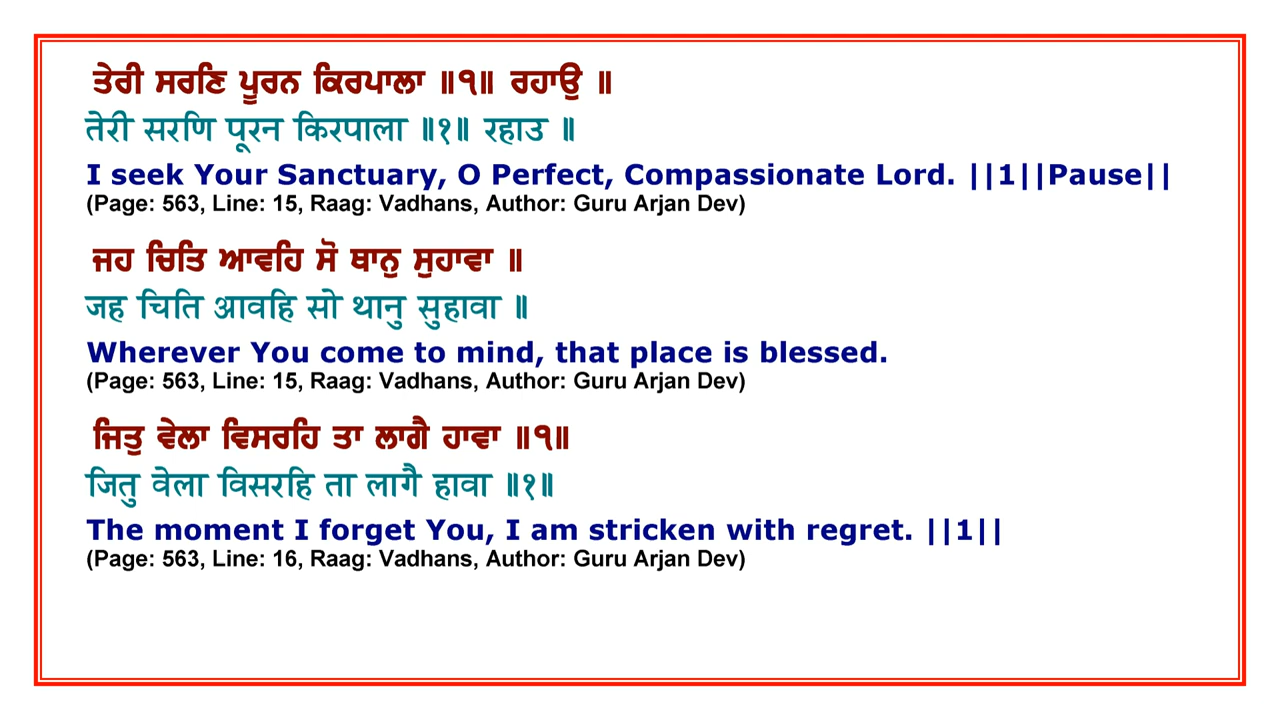 ਤੇਰੀ ਸਰਣਿ ਪੂਰਨ ਕਿਰਪਾਲਾ ॥੧॥ ਰਹਾਉ ॥
तेरी सरणि पूरन किरपाला ॥१॥ रहाउ ॥
I seek Your Sanctuary, O Perfect, Compassionate Lord. ||1||Pause||
(Page: 563, Line: 15, Raag: Vadhans, Author: Guru Arjan Dev)
ਜਹ ਚਿਤਿ ਆਵਹਿ ਸੋ ਥਾਨੁ ਸੁਹਾਵਾ ॥
जह चिति आवहि सो थानु सुहावा ॥
Wherever You come to mind, that place is blessed.
(Page: 563, Line: 15, Raag: Vadhans, Author: Guru Arjan Dev)
ਜਿਤੁ ਵੇਲਾ ਵਿਸਰਹਿ ਤਾ ਲਾਗੈ ਹਾਵਾ ॥੧॥
जितु वेला विसरहि ता लागै हावा ॥१॥
The moment I forget You, I am stricken with regret. ||1||
(Page: 563, Line: 16, Raag: Vadhans, Author: Guru Arjan Dev)